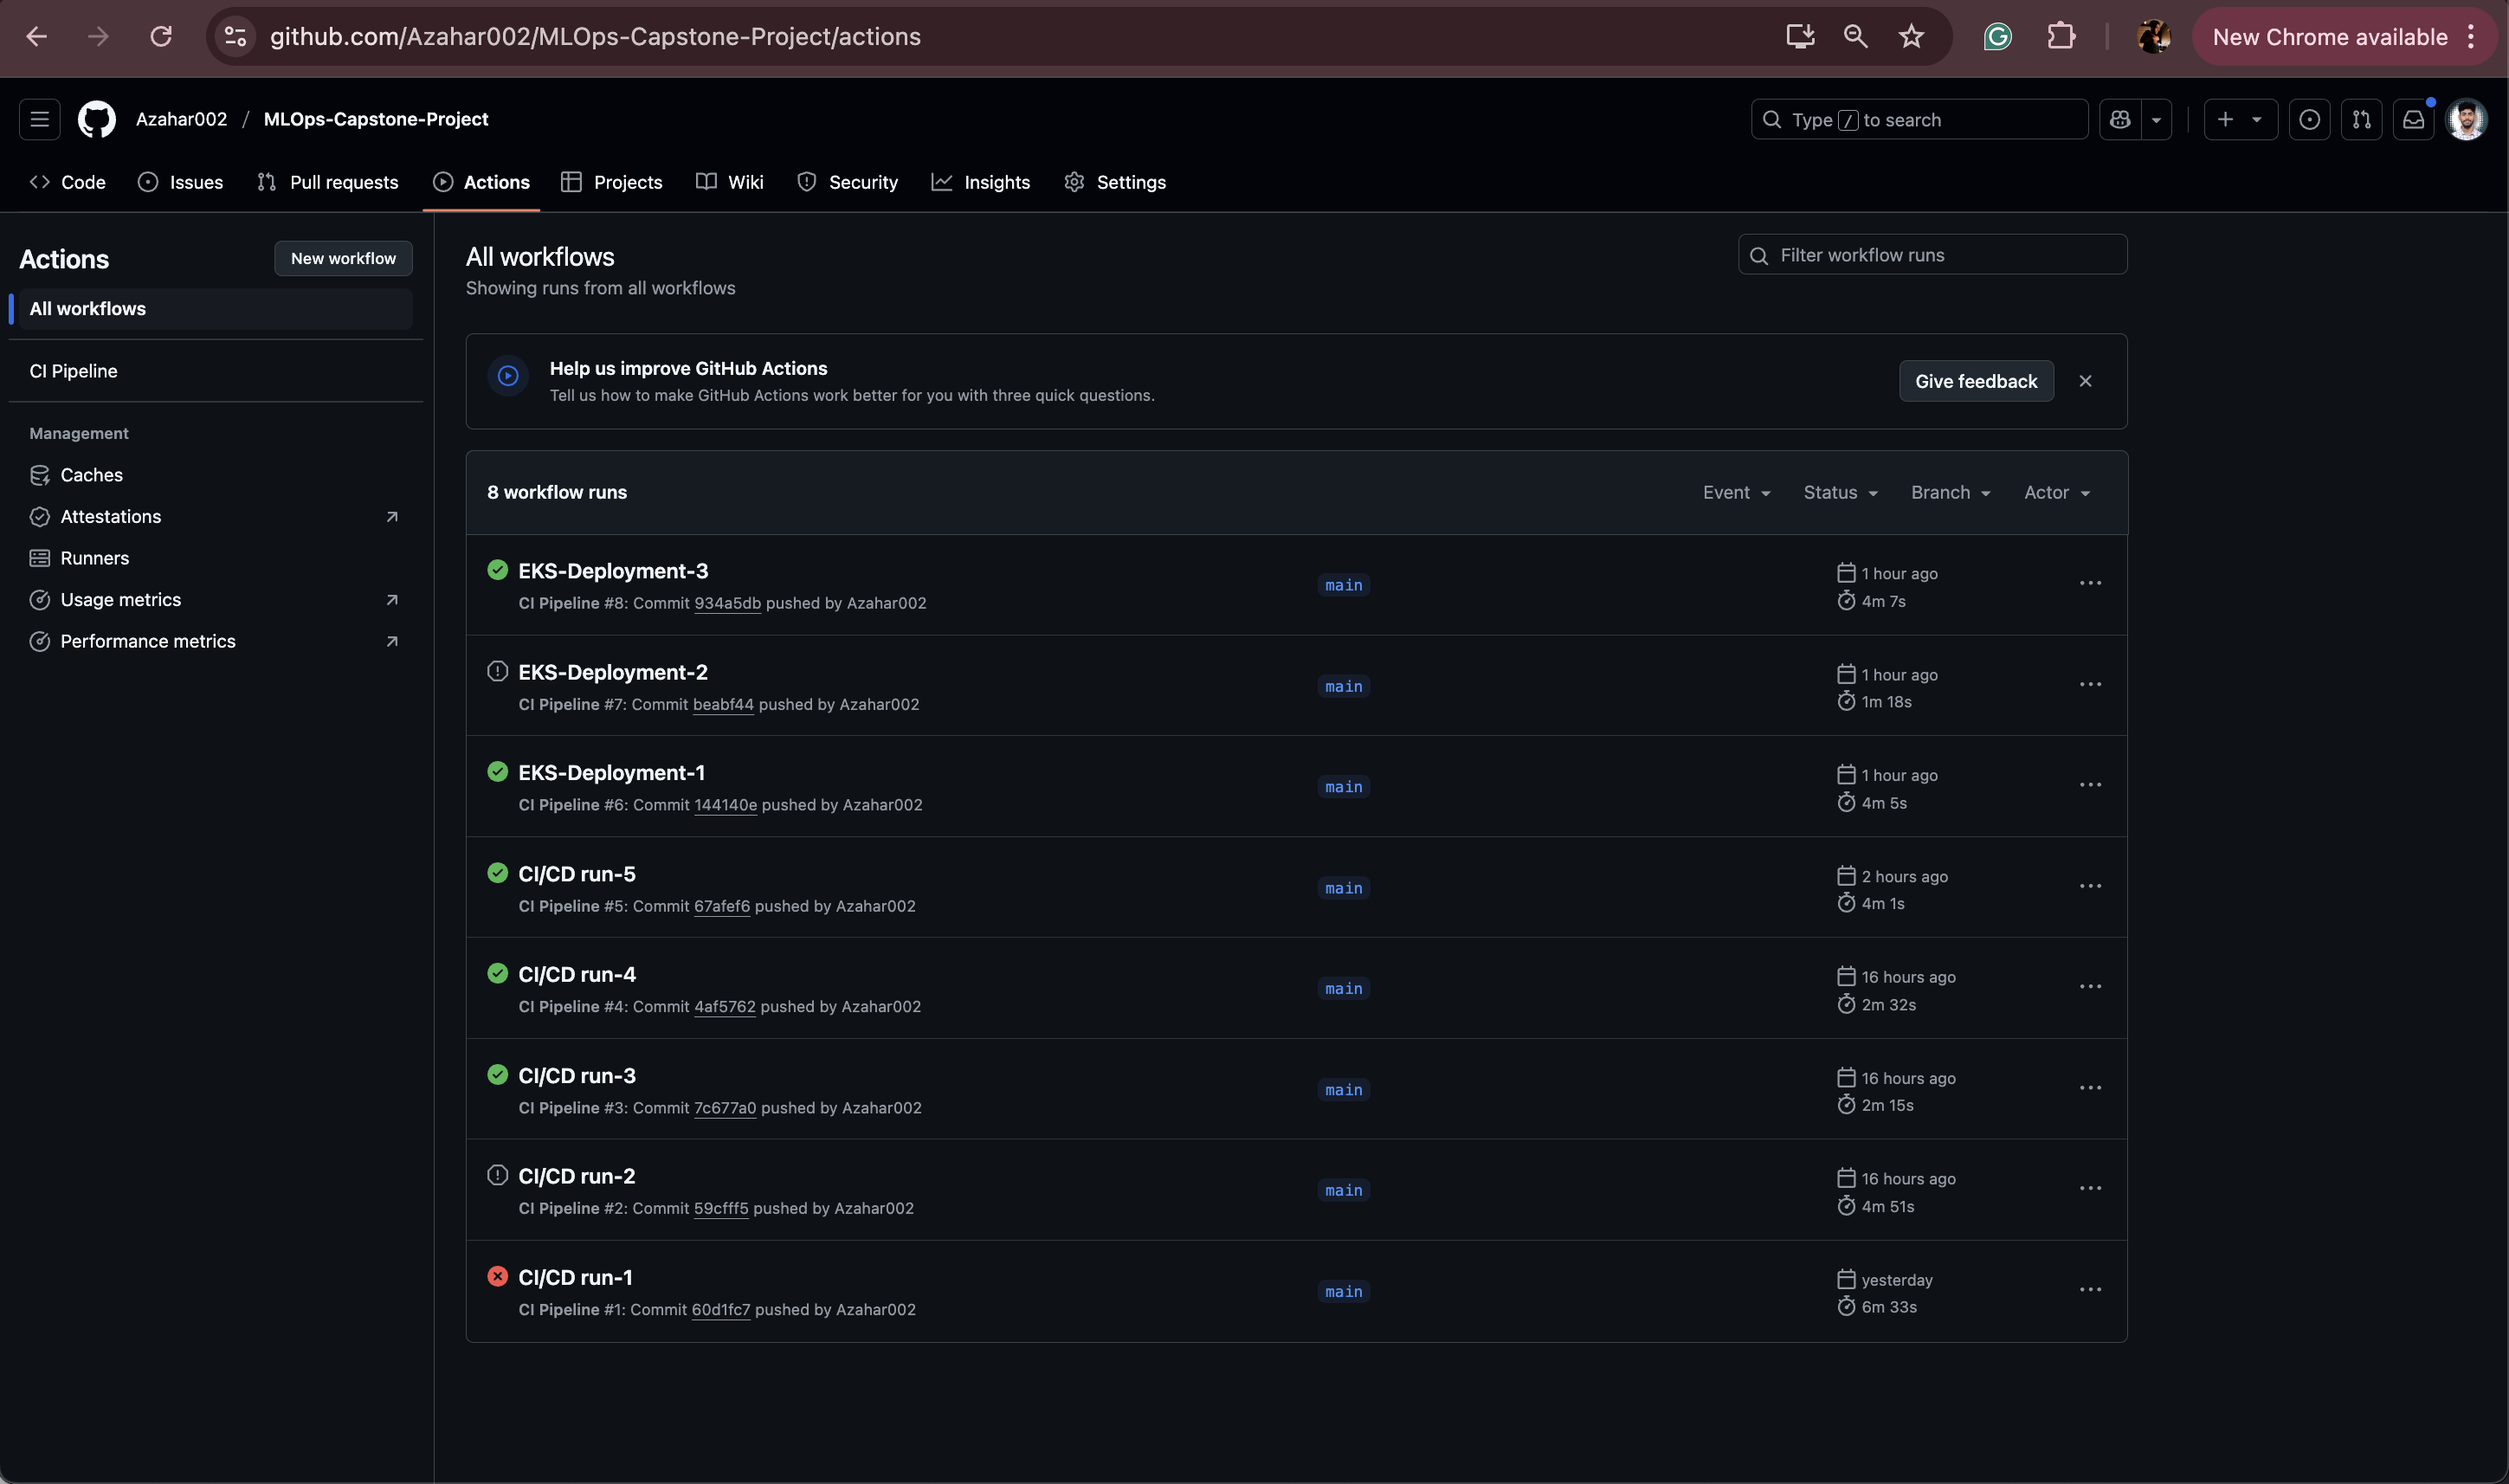 github.com/Azahar002/MLOps-Capstone-Project/actions
New Chrome available
Azahar002 / MLOps-Capstone-Project
Type / to search
Code Issues Pull requests Actions Projects Wiki Security Insights Settings
Actions
New workflow
All workflows
CI Pipeline
Management
Caches
Attestations
Runners
Usage metrics
Performance metrics
All workflows
Showing runs from all workflows
Filter workflow runs
Help us improve GitHub Actions
Tell us how to make GitHub Actions work better for you with three quick questions.
Give feedback
8 workflow runs
Event Status Branch Actor
EKS-Deployment-3
CI Pipeline #8: Commit 934a5db pushed by Azahar002
main
1 hour ago
4m 7s
EKS-Deployment-2
CI Pipeline #7: Commit beabf44 pushed by Azahar002
main
1 hour ago
1m 18s
EKS-Deployment-1
CI Pipeline #6: Commit 144140e pushed by Azahar002
main
1 hour ago
4m 5s
CI/CD run-5
CI Pipeline #5: Commit 67afef6 pushed by Azahar002
main
2 hours ago
4m 1s
CI/CD run-4
CI Pipeline #4: Commit 4af5762 pushed by Azahar002
main
16 hours ago
2m 32s
CI/CD run-3
CI Pipeline #3: Commit 7c677a0 pushed by Azahar002
main
16 hours ago
2m 15s
CI/CD run-2
CI Pipeline #2: Commit 59cfff5 pushed by Azahar002
main
16 hours ago
4m 51s
CI/CD run-1
CI Pipeline #1: Commit 60d1fc7 pushed by Azahar002
main
yesterday
6m 33s